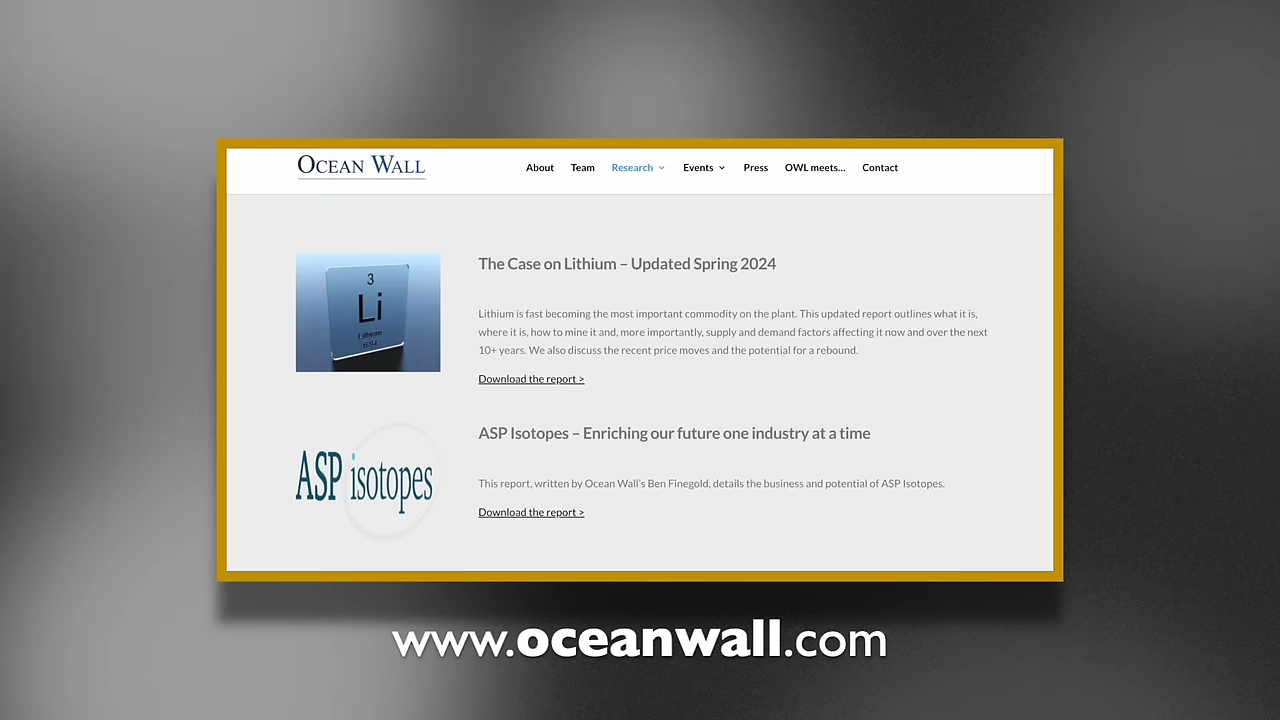 OCEAN WALL
About Team Research Events Press OWL meets... Contact
3
Li
Lithium
The Case on Lithium – Updated Spring 2024
Lithium is fast becoming the most important commodity on the plant. This updated report outlines what it is,
where it is, how to mine it and, more importantly, supply and demand factors affecting it now and over the next
10+ years. We also discuss the recent price moves and the potential for a rebound.
Download the report >
ASP isotopes
ASP Isotopes – Enriching our future one industry at a time
This report, written by Ocean Wall's Ben Finegold, details the business and potential of ASP Isotopes.
Download the report >
www.oceanwall.com